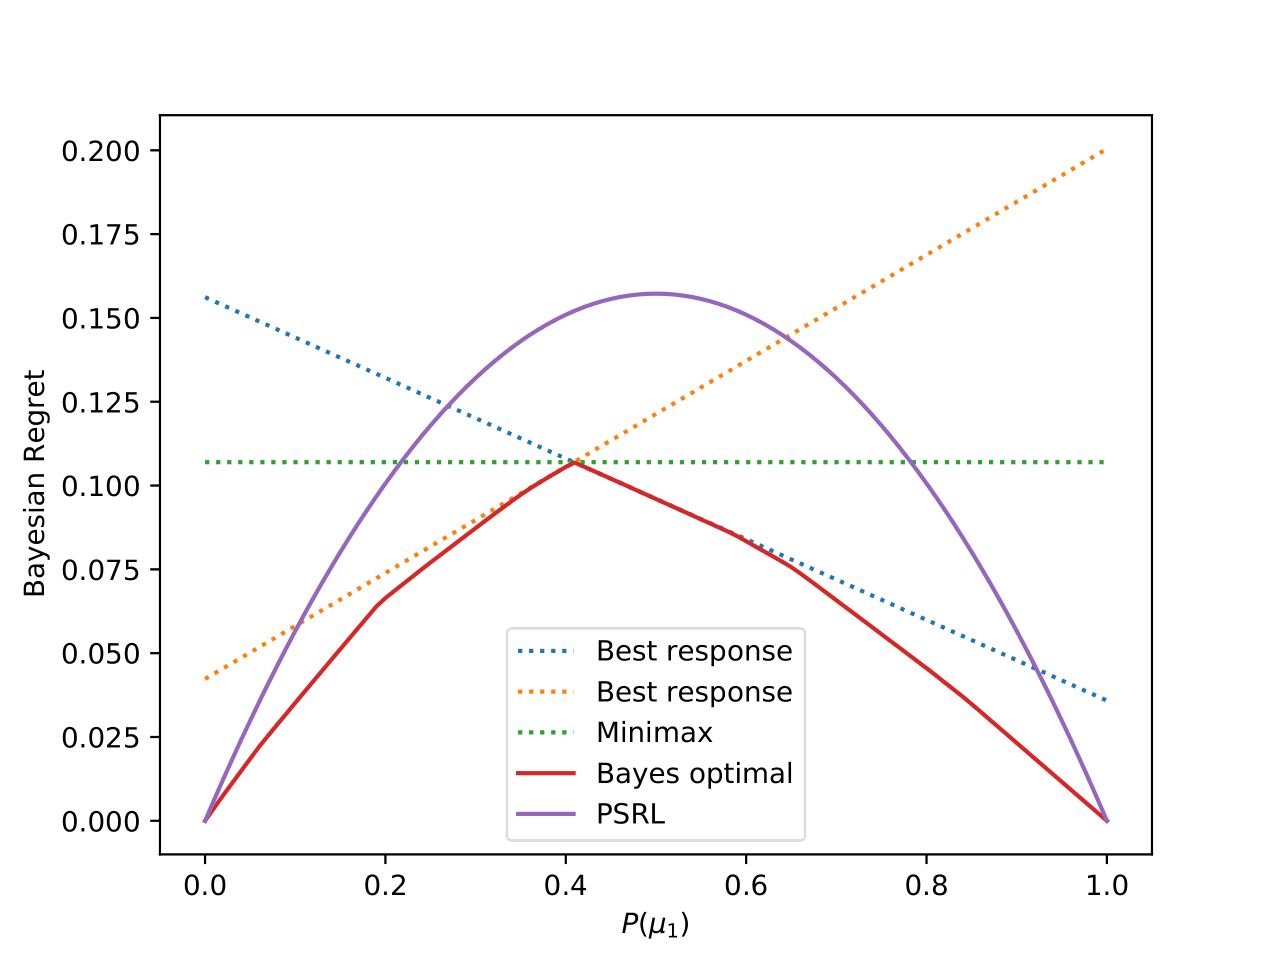 0.200
0.175
0.150
0.125
0.100
0.075
0.050
0.025
0.000
Bayesian Regret
Best response
Best response
Minimax
Bayes optimal
PSRL
0.0 0.2 0.4 0.6 0.8 1.0
P(μ₁)